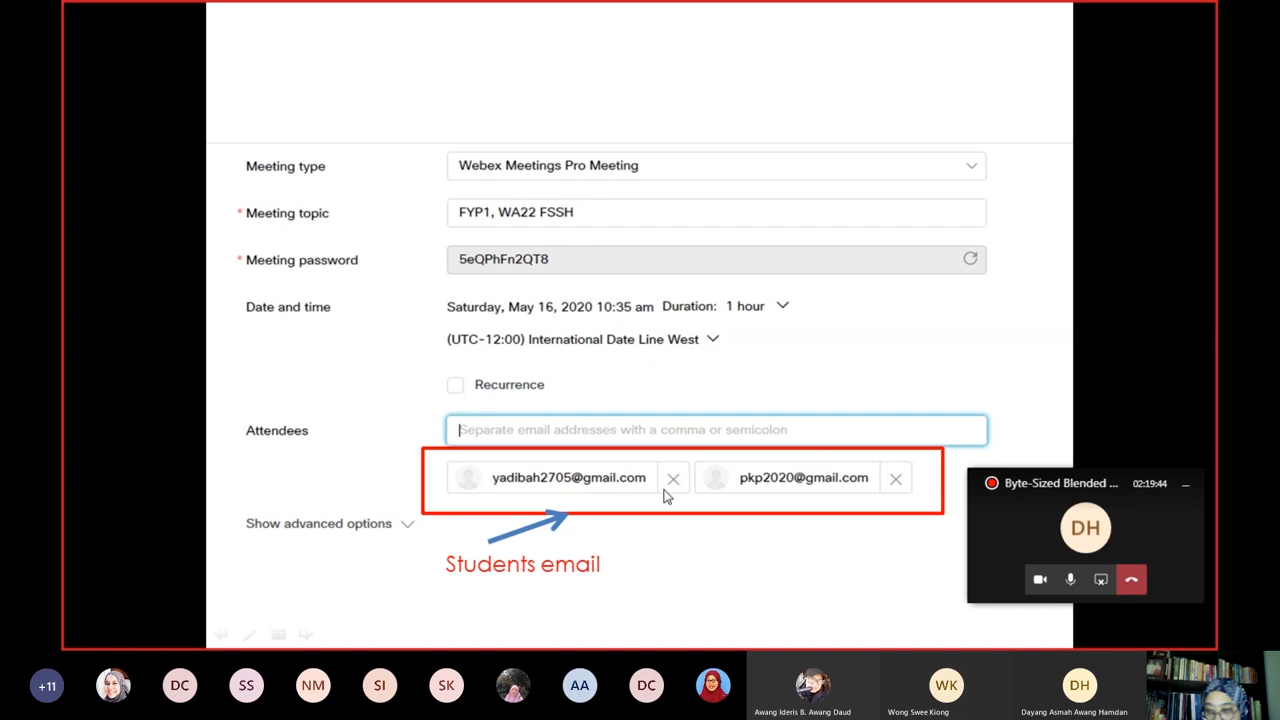 Meeting type
Webex Meetings Pro Meeting
* Meeting topic
FYP1, WA22 FSSH
* Meeting password
5eQPhFn2QT8
Date and time
Saturday, May 16, 2020 10:35 am Duration: 1 hour
(UTC-12:00) International Date Line West
Recurrence
Attendees
Separate email addresses with a comma or semicolon
yadibah2705@gmail.com
pkp2020@gmail.com
Show advanced options
Students email
Byte-Sized Blended ... 02:19:44
DH
+11
DC
SS
NM
SI
SK
AA
DC
WK
DH
Awang Ideris B. Awang Daud
Wong Swee Kiong
Dayang Asmah Awang Hamdan